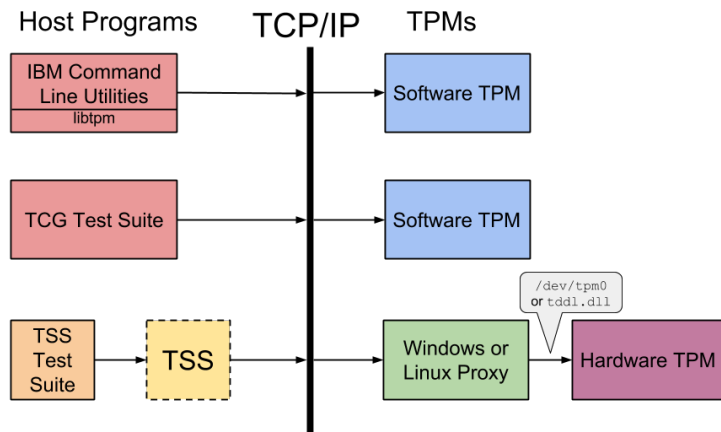 Host Programs
TCP/IP
TPMs
IBM Command
Line Utilities
libtpm
Software TPM
TCG Test Suite
Software TPM
/dev/tpm0
or tddl.dll
TSS
Test
Suite
TSS
Windows or
Linux Proxy
Hardware TPM